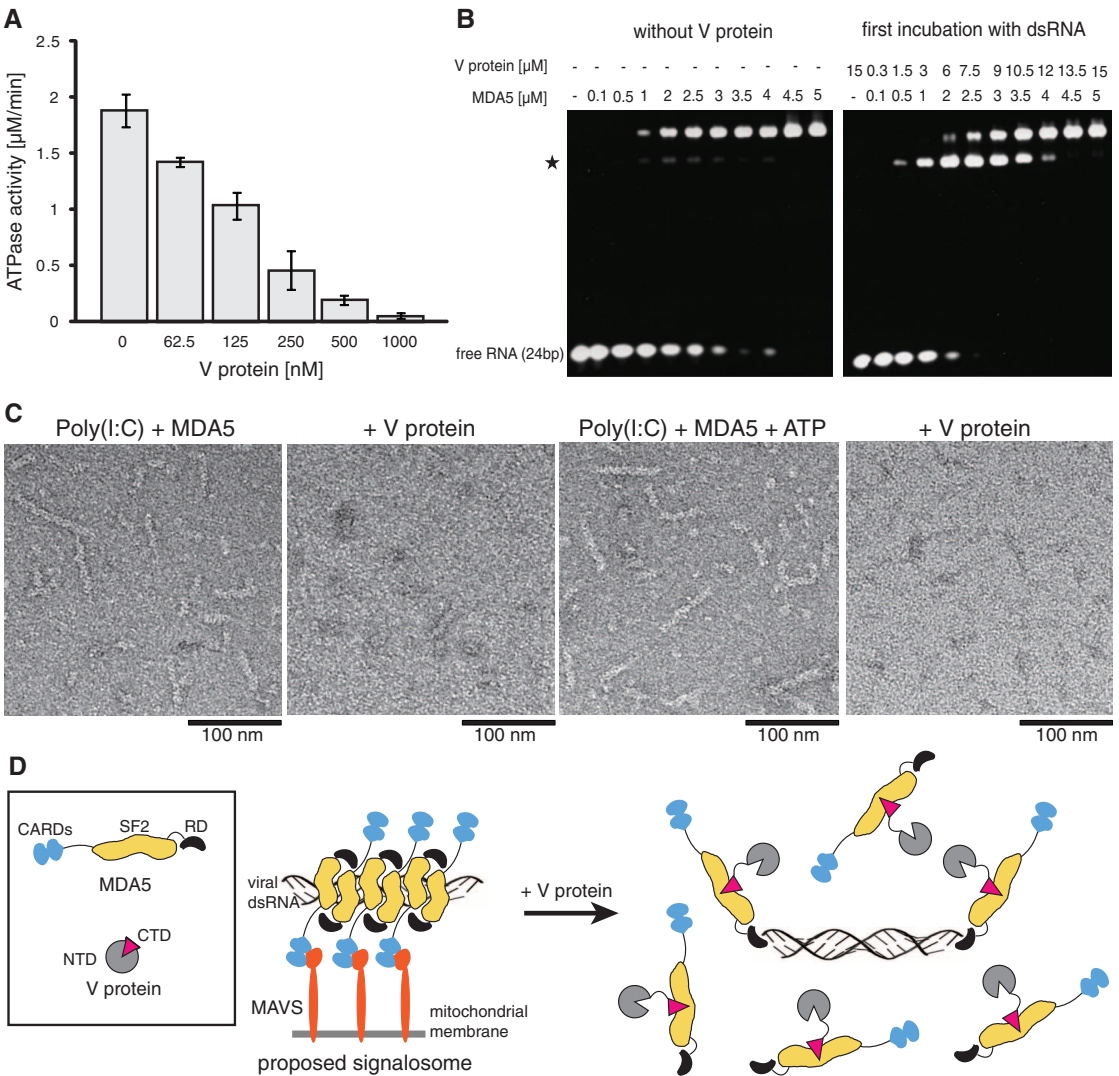 A
2.5
2
1.5
1
0.5
0
ATPase activity [µM/min]
0 62.5 125 250 500 1000
V protein [nM]
B
without V protein first incubation with dsRNA
V protein [µM] - - - - - - - - - - - 15 0.3 1.5 3 6 7.5 9 10.5 12 13.5 15
MDA5 [µM] - 0.1 0.5 1 2 2.5 3 3.5 4 4.5 5 - 0.1 0.5 1 2 2.5 3 3.5 4 4.5 5
★
free RNA (24bp)
C
Poly(I:C) + MDA5 + V protein Poly(I:C) + MDA5 + ATP + V protein
100 nm 100 nm 100 nm 100 nm
D
CARDs SF2 RD
MDA5
NTD CTD
V protein
viral
dsRNA
MAVS
mitochondrial
membrane
proposed signalosome
+ V protein